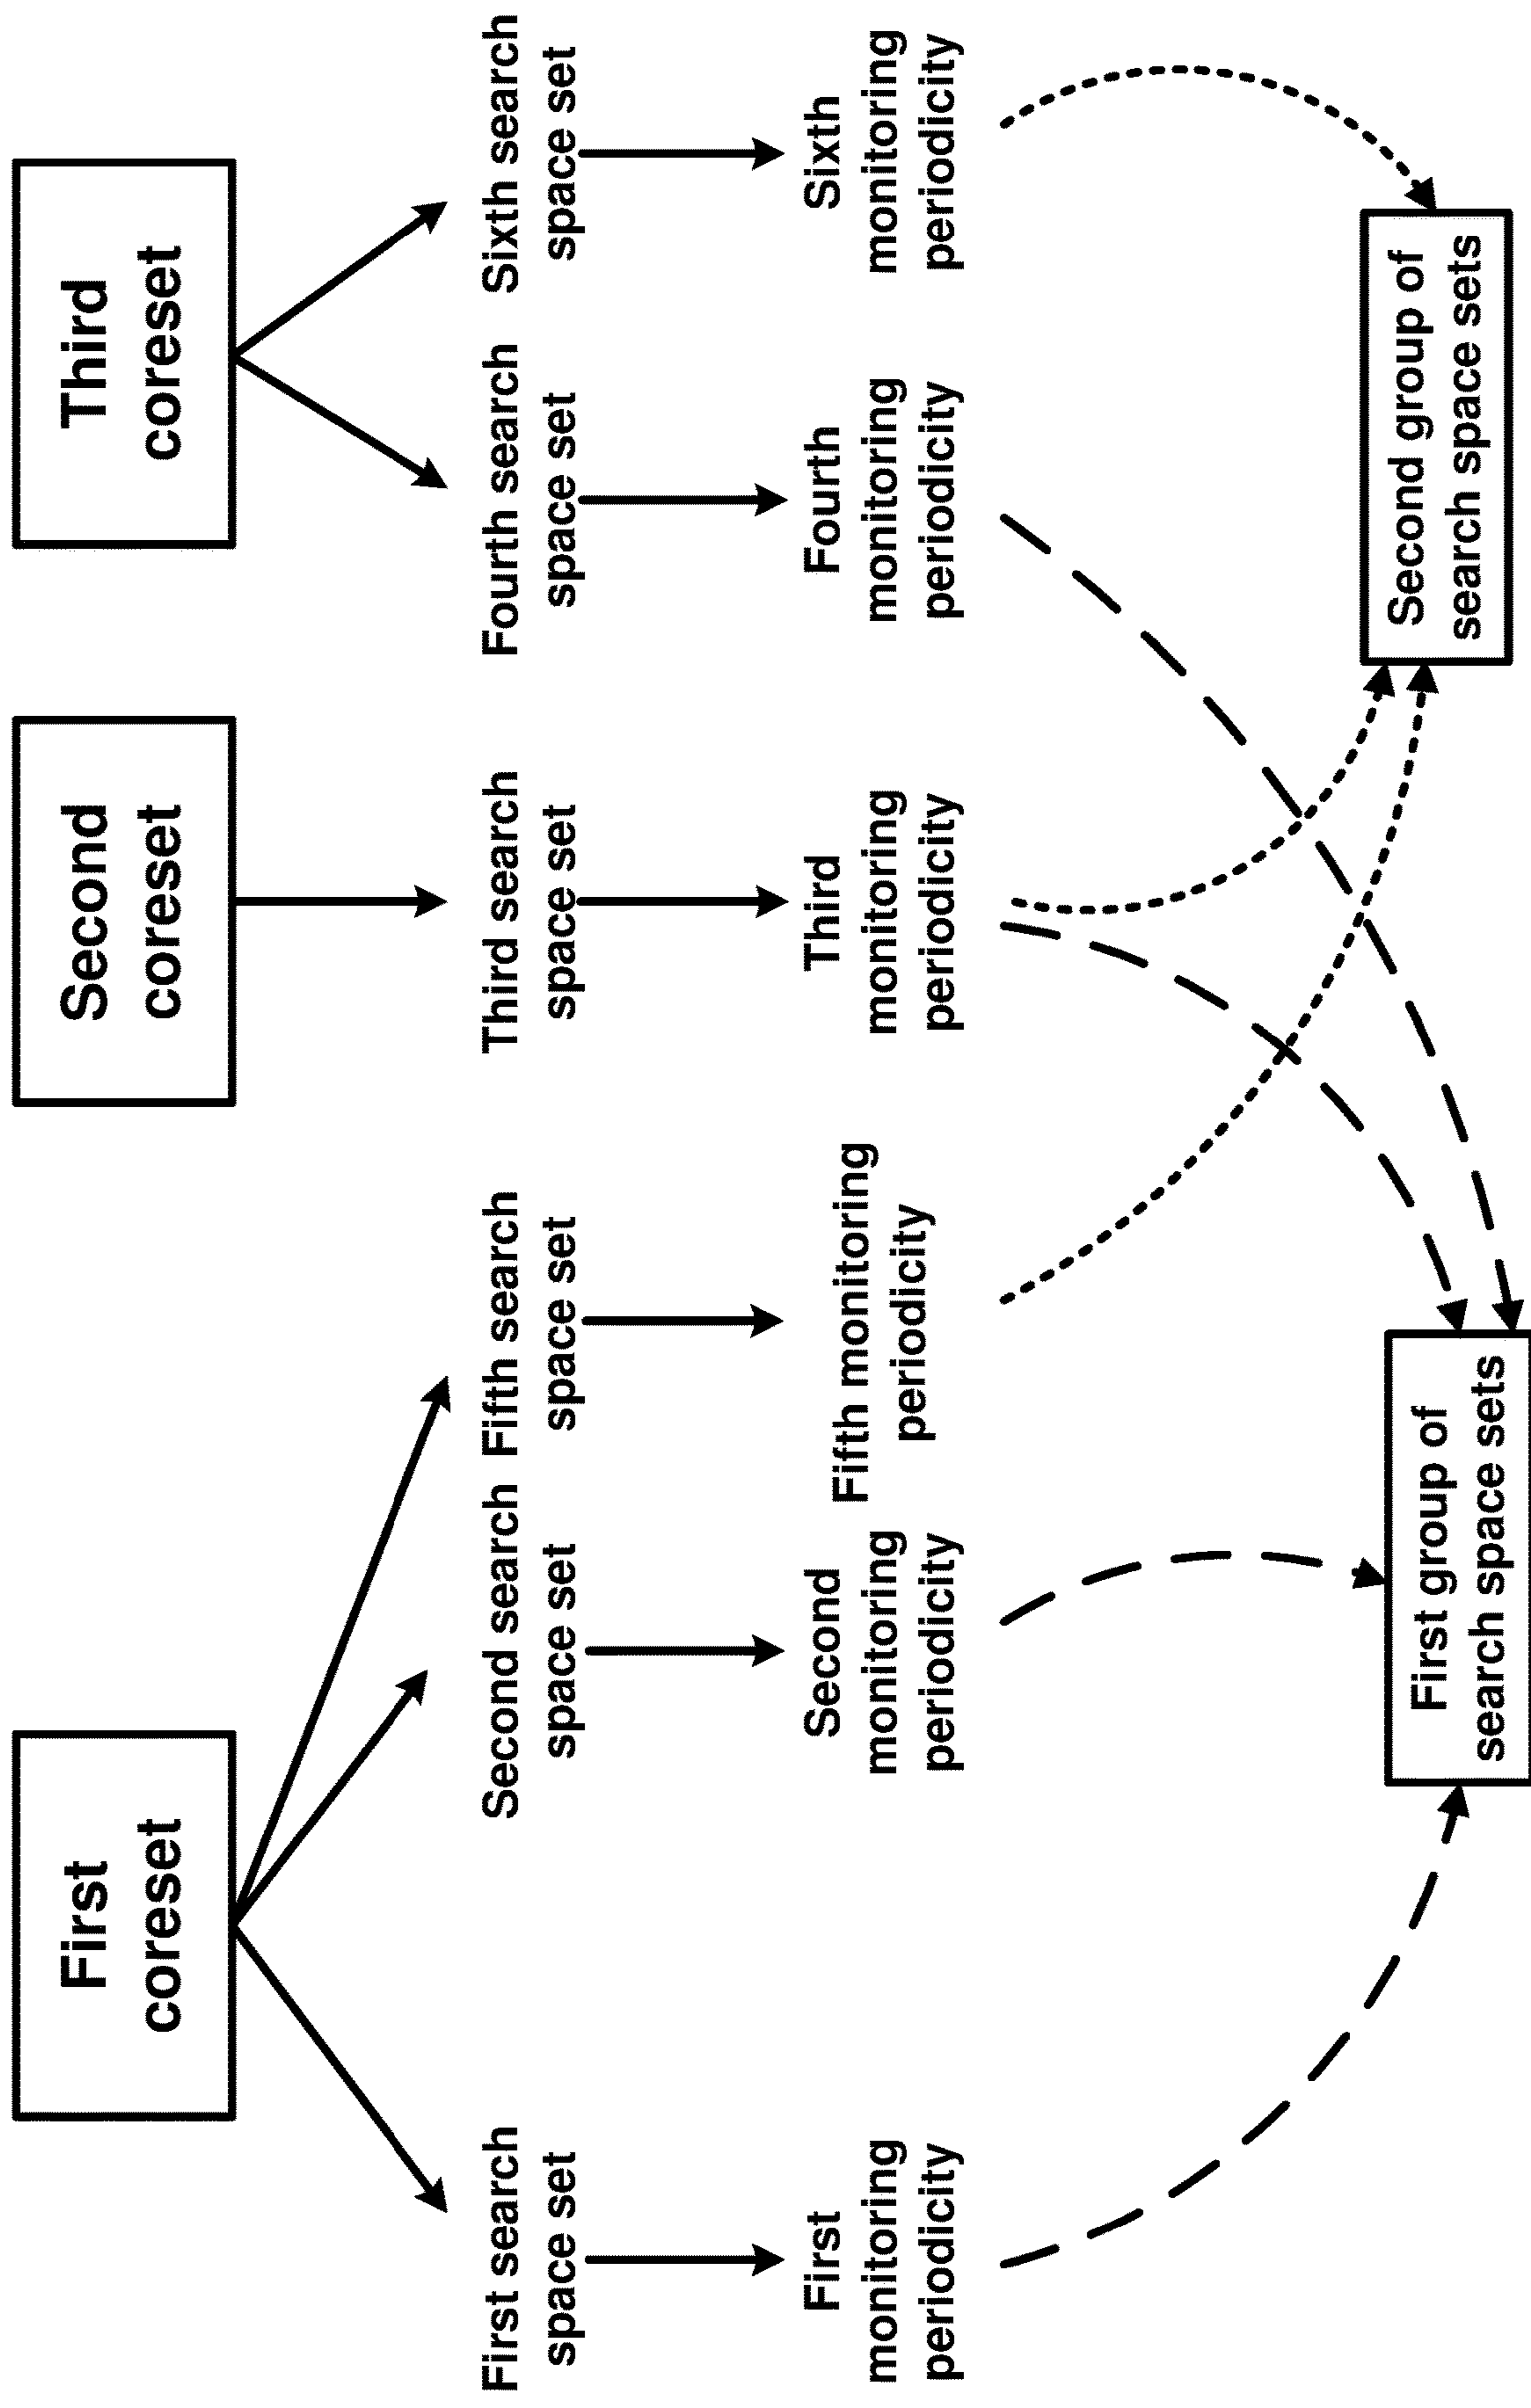 First
coreset
Second
coreset
Third
coreset
First search
space set
Second search
space set
Fifth search
space set
Third search
space set
Fourth search
space set
Sixth search
space set
First
monitoring
periodicity
Second
monitoring
periodicity
Fifth monitoring
periodicity
Third
monitoring
periodicity
Fourth
monitoring
periodicity
Sixth
monitoring
periodicity
First group of
search space sets
Second group of
search space sets